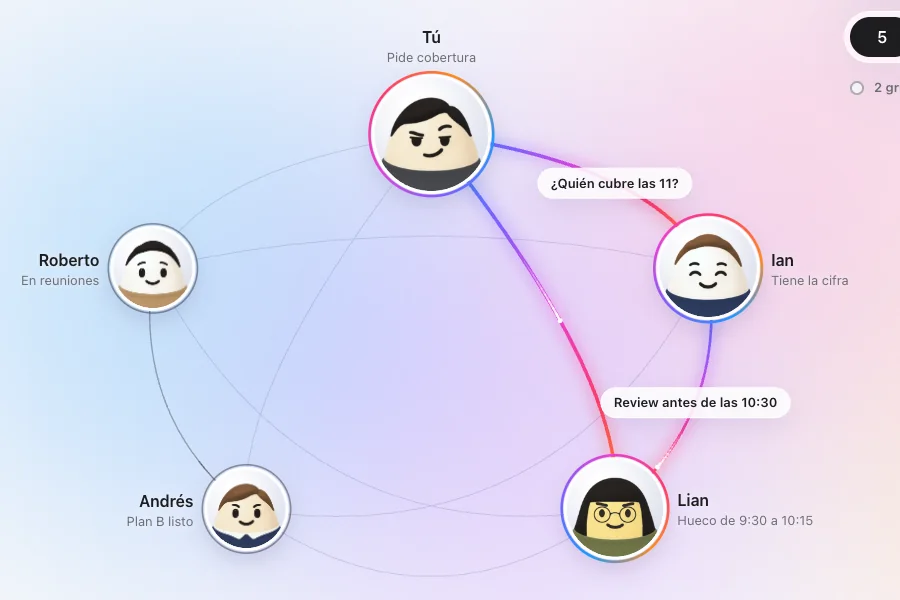 Tú
Pide cobertura
5
2
¿Quién cubre las 11?
Roberto
En reuniones
Ian
Tiene la cifra
Review antes de las 10:30
Andrés
Plan B listo
Lian
Hueco de 9:30 a 10:15